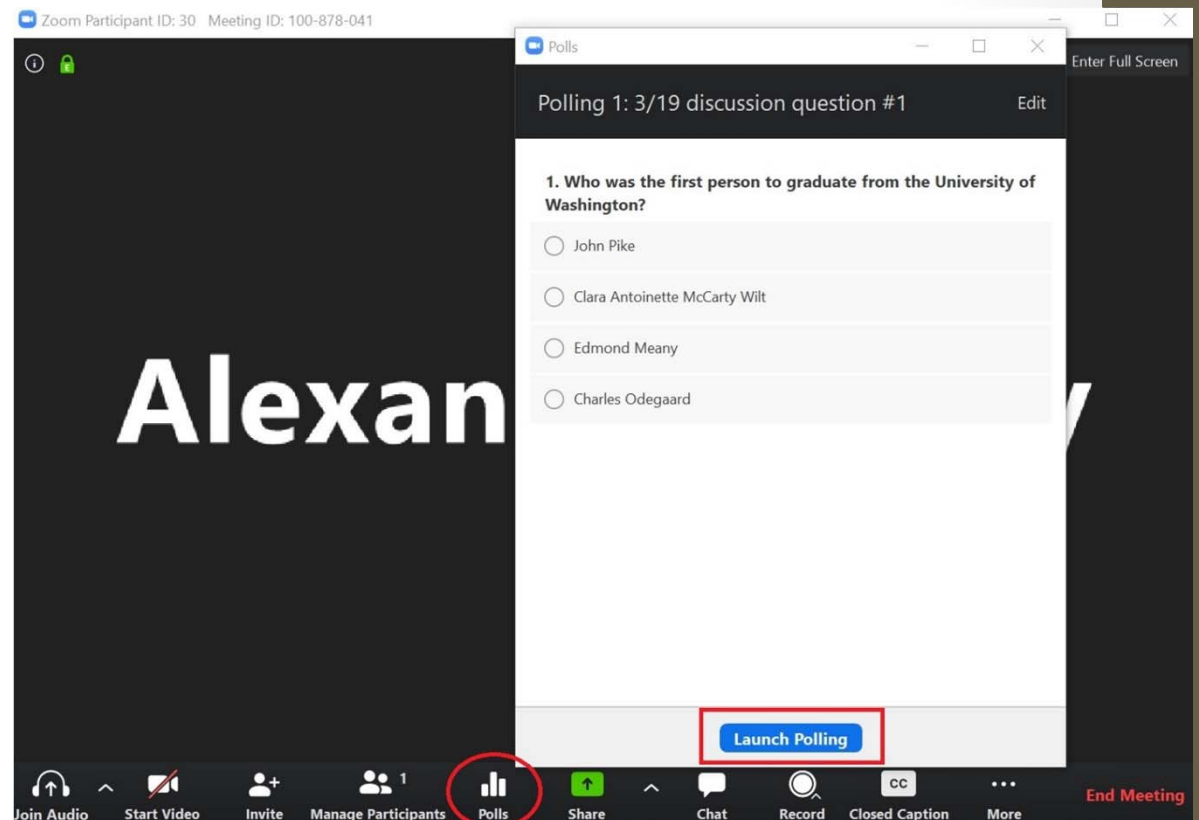 Zoom Participant ID: 30 Meeting ID: 100-878-041
Polls
Enter Full Screen
Polling 1: 3/19 discussion question #1 Edit
1. Who was the first person to graduate from the University of
Washington?
John Pike
Clara Antoinette McCarty Wilt
Edmond Meany
Charles Odegaard
Alexan y
Launch Polling
1
CC
Join Audio Start Video Invite Manage Participants Polls Share Chat Record Closed Caption More End Meeting